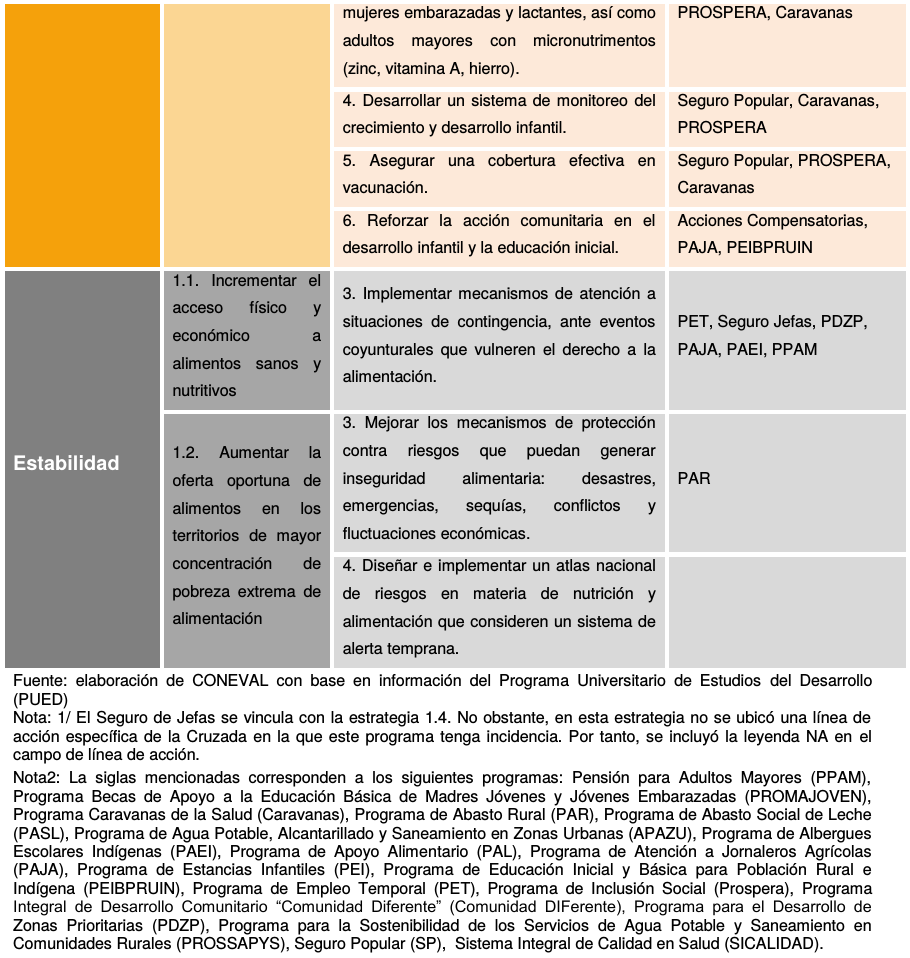 mujeres embarazadas y lactantes, así como
adultos mayores con micronutrimentos
(zinc, vitamina A, hierro).
PROSPERA, Caravanas
4. Desarrollar un sistema de monitoreo del
crecimiento y desarrollo infantil.
Seguro Popular, Caravanas,
PROSPERA
5. Asegurar una cobertura efectiva en
vacunación.
Seguro Popular, PROSPERA,
Caravanas
6. Reforzar la acción comunitaria en el
desarrollo infantil y la educación inicial.
Acciones Compensatorias,
PAJA, PEIBPRUIN
Estabilidad
1.1. Incrementar el
acceso físico y
económico a
alimentos sanos y
nutritivos
3. Implementar mecanismos de atención a
situaciones de contingencia, ante eventos
coyunturales que vulneren el derecho a la
alimentación.
PET, Seguro Jefas, PDZP,
PAJA, PAEI, PPAM
1.2. Aumentar la
oferta oportuna de
alimentos en los
territorios de mayor
concentración de
pobreza extrema de
alimentación
3. Mejorar los mecanismos de protección
contra riesgos que puedan generar
inseguridad alimentaria: desastres,
emergencias, sequías, conflictos y
fluctuaciones económicas.
PAR
4. Diseñar e implementar un atlas nacional
de riesgos en materia de nutrición y
alimentación que consideren un sistema de
alerta temprana.
Fuente: elaboración de CONEVAL con base en información del Programa Universitario de Estudios del Desarrollo
(PUED)
Nota: 1/ El Seguro de Jefas se vincula con la estrategia 1.4. No obstante, en esta estrategia no se ubicó una línea de
acción específica de la Cruzada en la que este programa tenga incidencia. Por tanto, se incluyó la leyenda NA en el
campo de línea de acción.
Nota2: La siglas mencionadas corresponden a los siguientes programas: Pensión para Adultos Mayores (PPAM),
Programa Becas de Apoyo a la Educación Básica de Madres Jóvenes y Jóvenes Embarazadas (PROMAJOVEN),
Programa Caravanas de la Salud (Caravanas), Programa de Abasto Rural (PAR), Programa de Abasto Social de Leche
(PASL), Programa de Agua Potable, Alcantarillado y Saneamiento en Zonas Urbanas (APAZU), Programa de Albergues
Escolares Indígenas (PAEI), Programa de Apoyo Alimentario (PAL), Programa de Atención a Jornaleros Agrícolas
(PAJA), Programa de Estancias Infantiles (PEI), Programa de Educación Inicial y Básica para Población Rural e
Indígena (PEIBPRUIN), Programa de Empleo Temporal (PET), Programa de Inclusión Social (Prospera), Programa
Integral de Desarrollo Comunitario “Comunidad Diferente” (Comunidad DIFerente), Programa para el Desarrollo de
Zonas Prioritarias (PDZP), Programa para la Sostenibilidad de los Servicios de Agua Potable y Saneamiento en
Comunidades Rurales (PROSSAPYS), Seguro Popular (SP), Sistema Integral de Calidad en Salud (SICALIDAD).